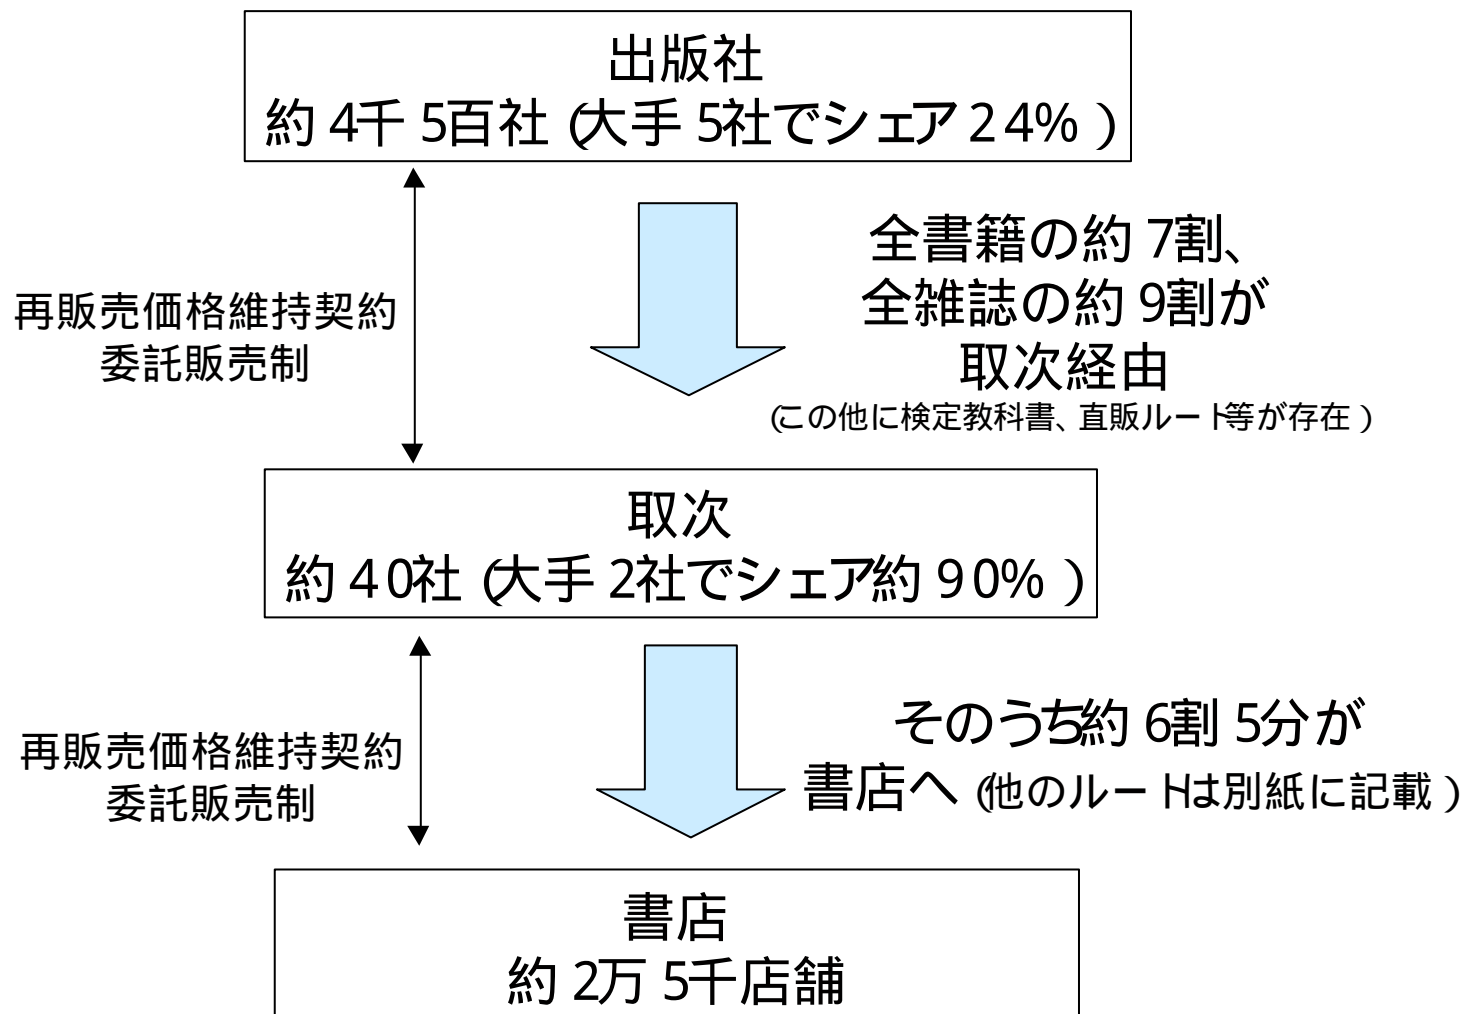 出版社
約4千5百社(大手5社でシェア24%)
再販売価格維持契約
委託販売制
全書籍の約7割、
全雑誌の約9割が
取次経由
(この他に検定教科書、直販ルート等が存在)
取次
約40社(大手2社でシェア約90%)
再販売価格維持契約
委託販売制
そのうち約6割5分が
書店へ(他のルートは別紙に記載)
書店
約2万5千店舗